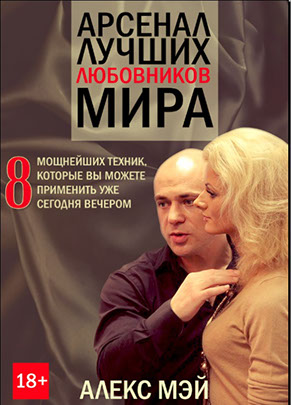 АРСЕНАЛ
ЛУЧШИХ
ЛЮБОВНИКОВ
МИРА
8 МОЩНЕЙШИХ ТЕХНИК,
КОТОРЫЕ ВЫ МОЖЕТЕ
ПРИМЕНИТЬ УЖЕ
СЕГОДНЯ ВЕЧЕРОМ
18+
АЛЕКС МЭЙ